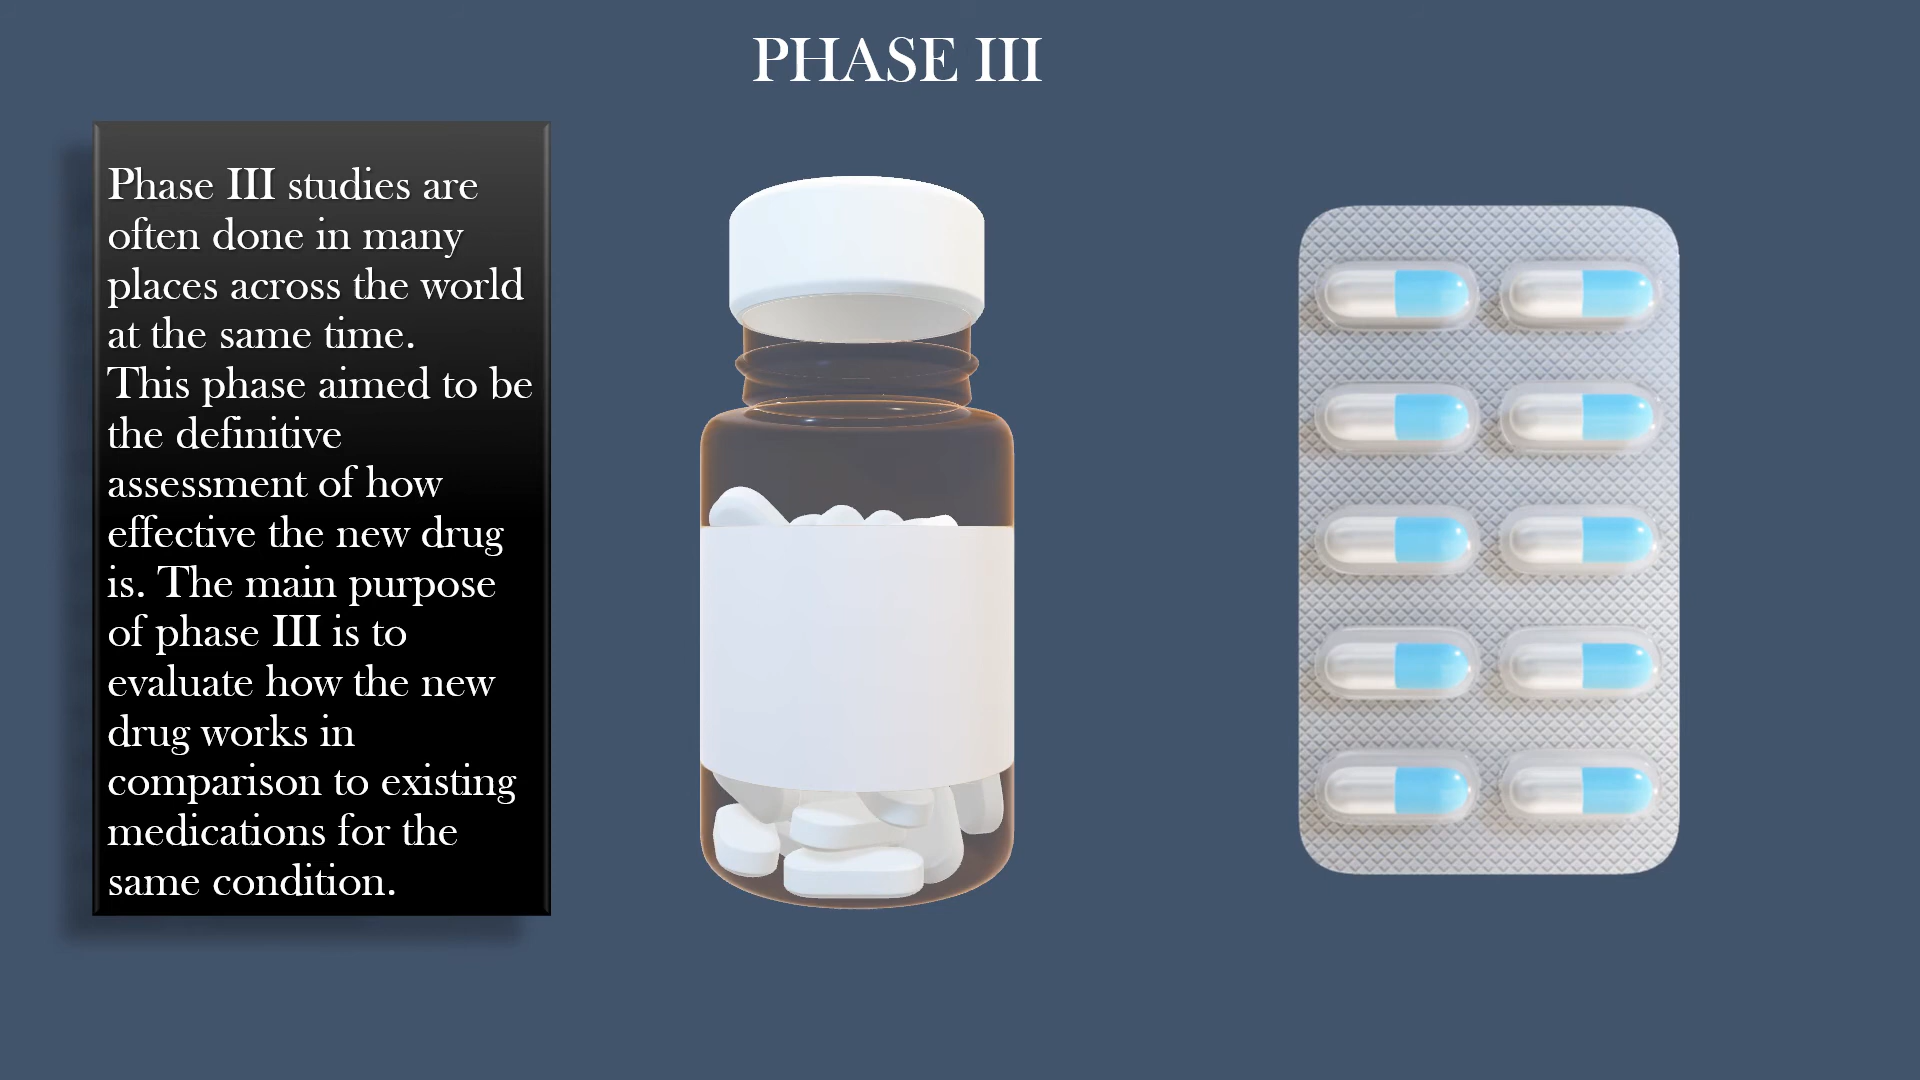 PHASE III
Phase III studies are
often done in many
places across the world
at the same time.
This phase aimed to be
the definitive
assessment of how
effective the new drug
is. The main purpose
of phase III is to
evaluate how the new
drug works in
comparison to existing
medications for the
same condition.